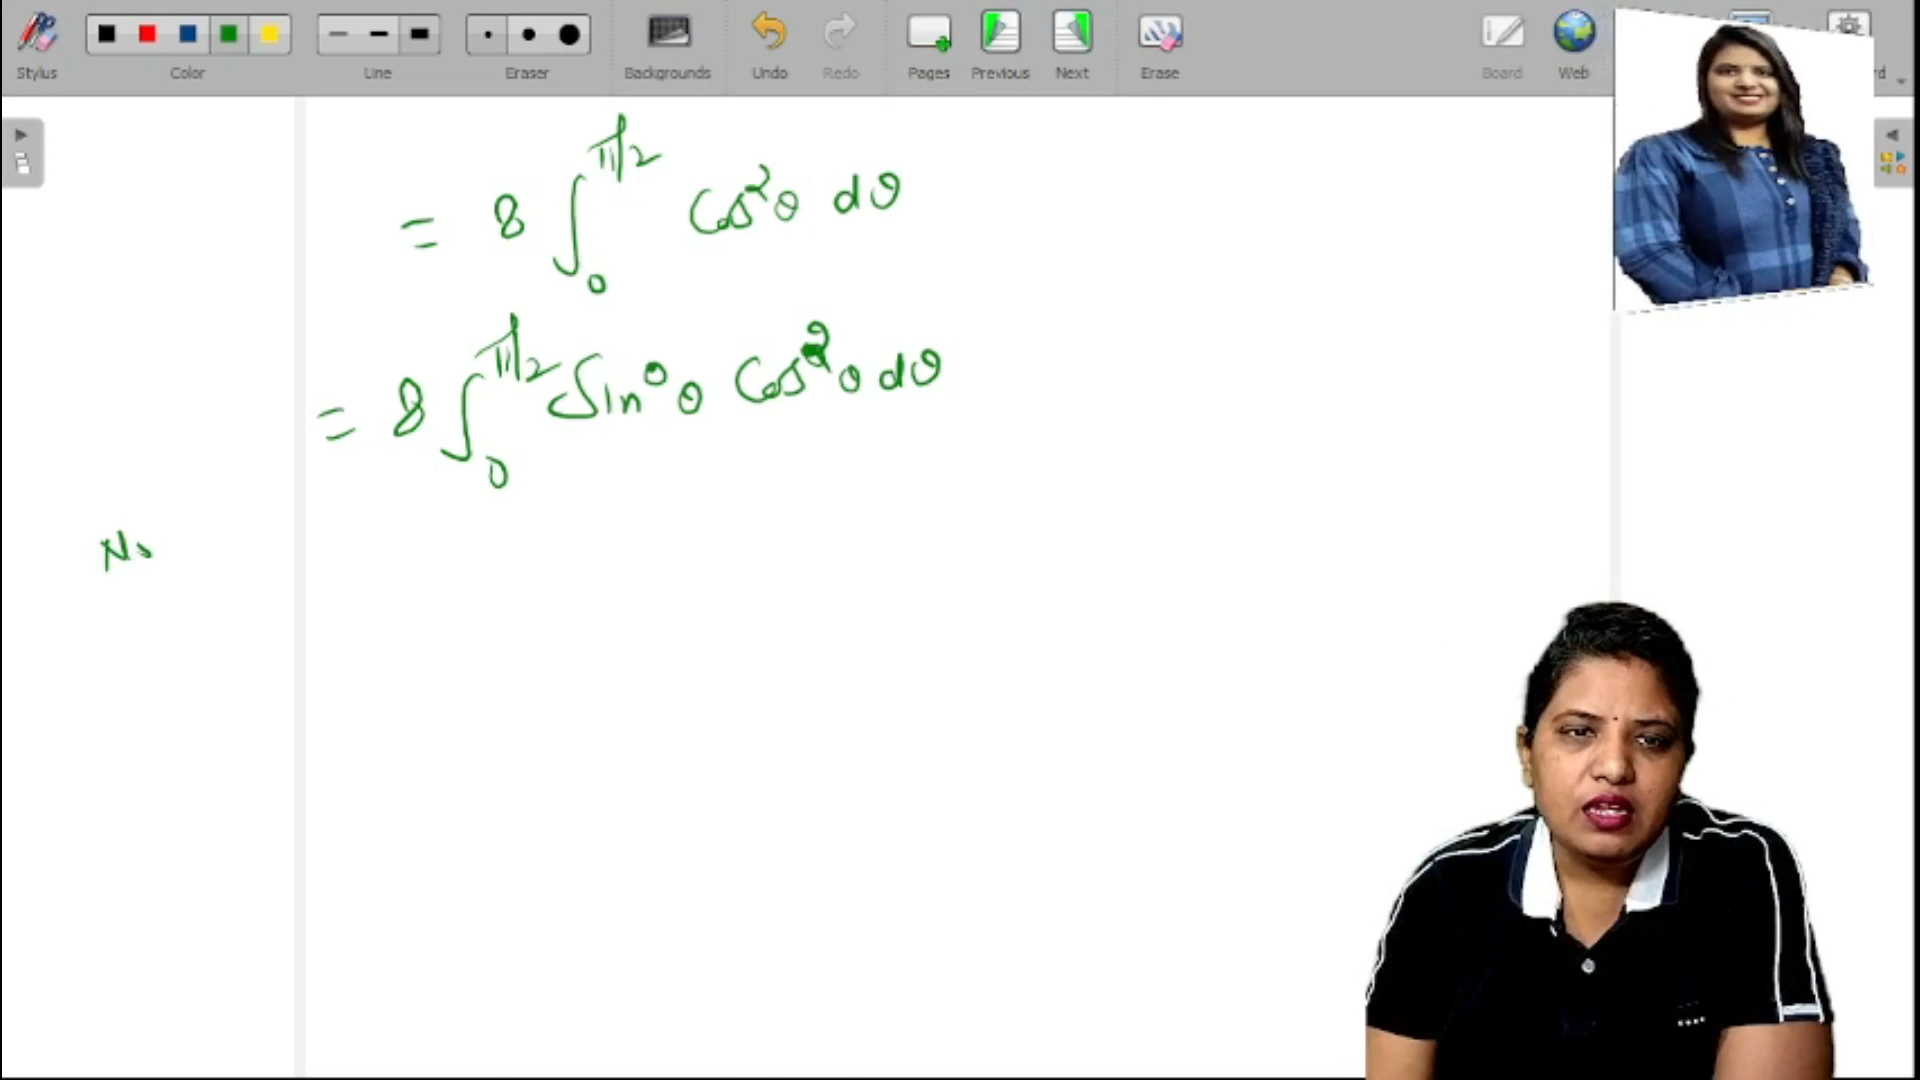 Stylus Color Line Eraser Backgrounds Undo Redo Pages Previous Next Erase Board Web
= 8 ∫₀^{π/2} cos²θ dθ
= 8 ∫₀^{π/2} sin⁰θ cos²θ dθ